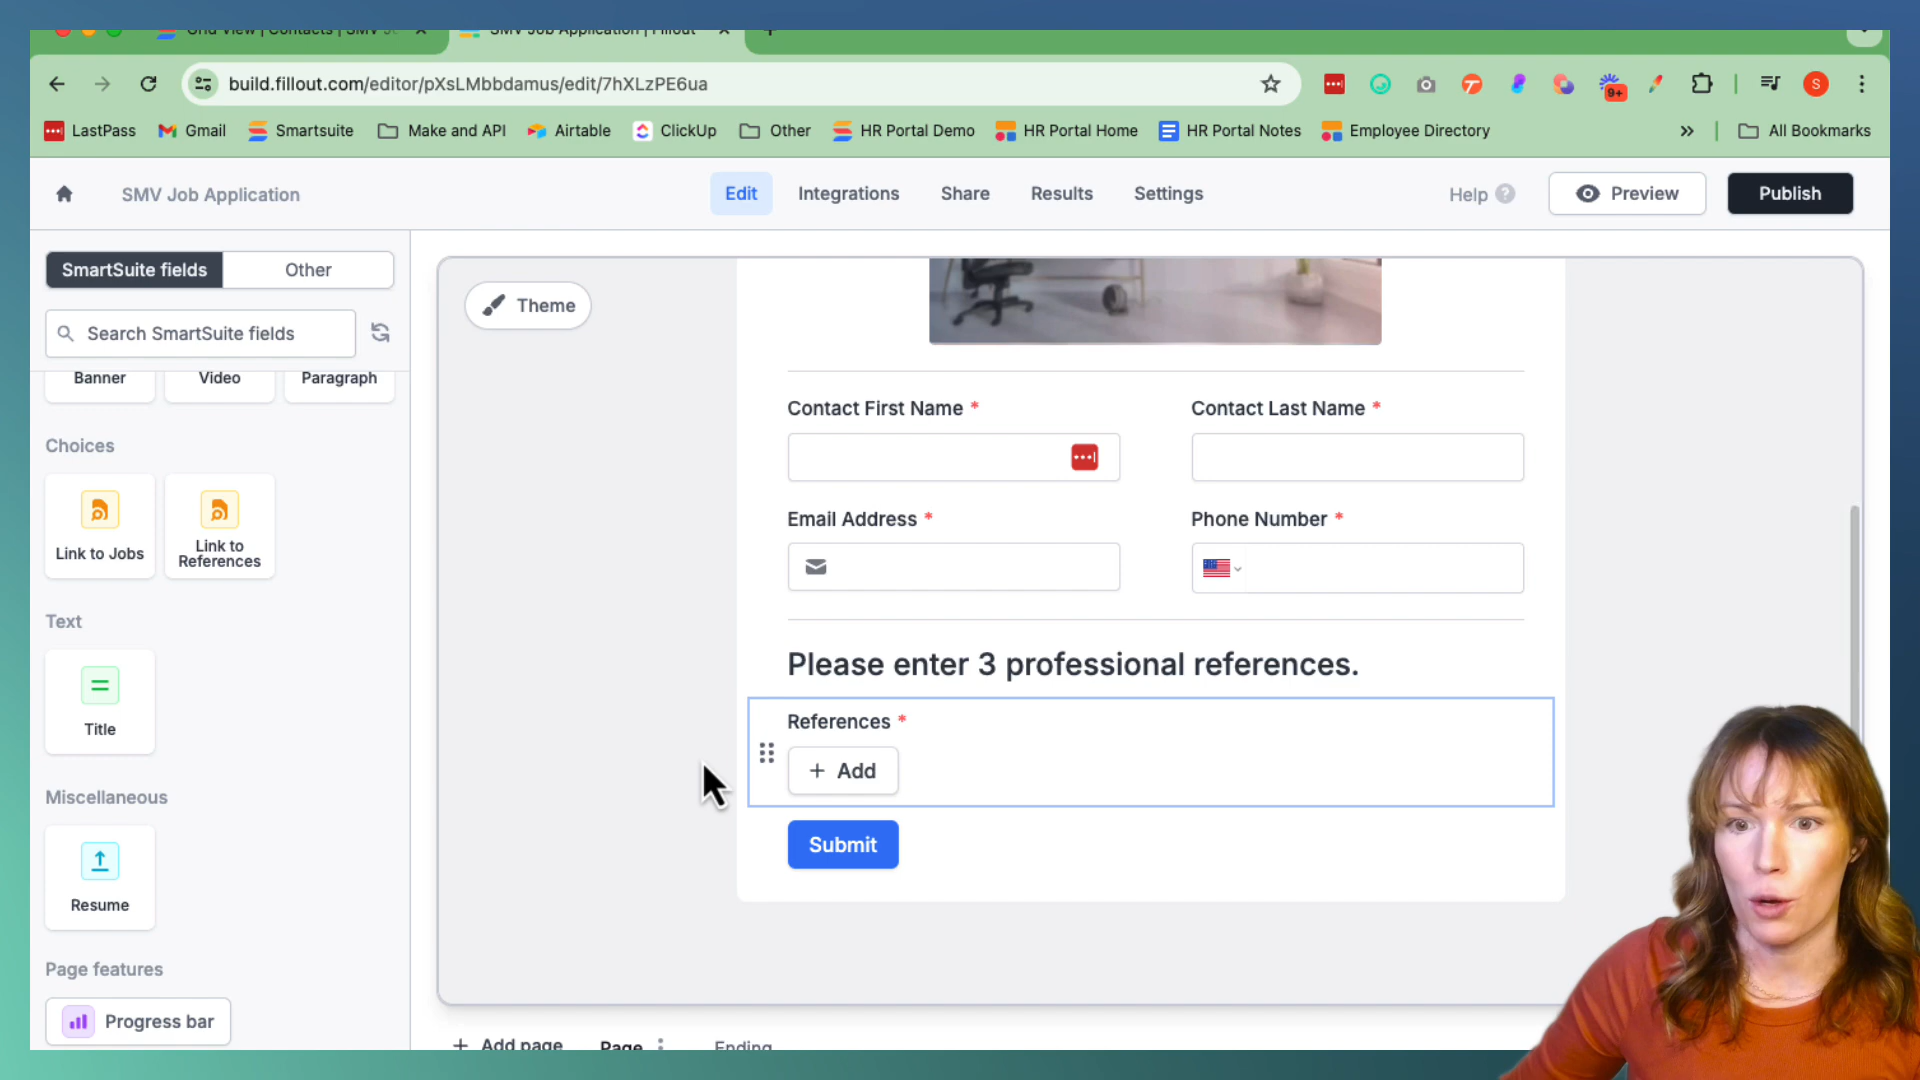 Grid View | Contacts | SMV
SMV Job Application | Fillout
build.fillout.com/editor/pXsLMbbdamus/edit/7hXLzPE6ua
9+
S
LastPass Gmail Smartsuite Make and API Airtable ClickUp Other HR Portal Demo HR Portal Home HR Portal Notes Employee Directory » All Bookmarks
SMV Job Application Edit Integrations Share Results Settings Help ? Preview Publish
SmartSuite fields Other
Theme
Search SmartSuite fields
Banner Video Paragraph
Contact First Name * Contact Last Name *
Choices
Link to Jobs
Link to
References
Email Address * Phone Number *
Text
Title
Please enter 3 professional references.
References *
+ Add
Miscellaneous
Submit
Resume
Page features
Progress bar
+ Add page Page Ending